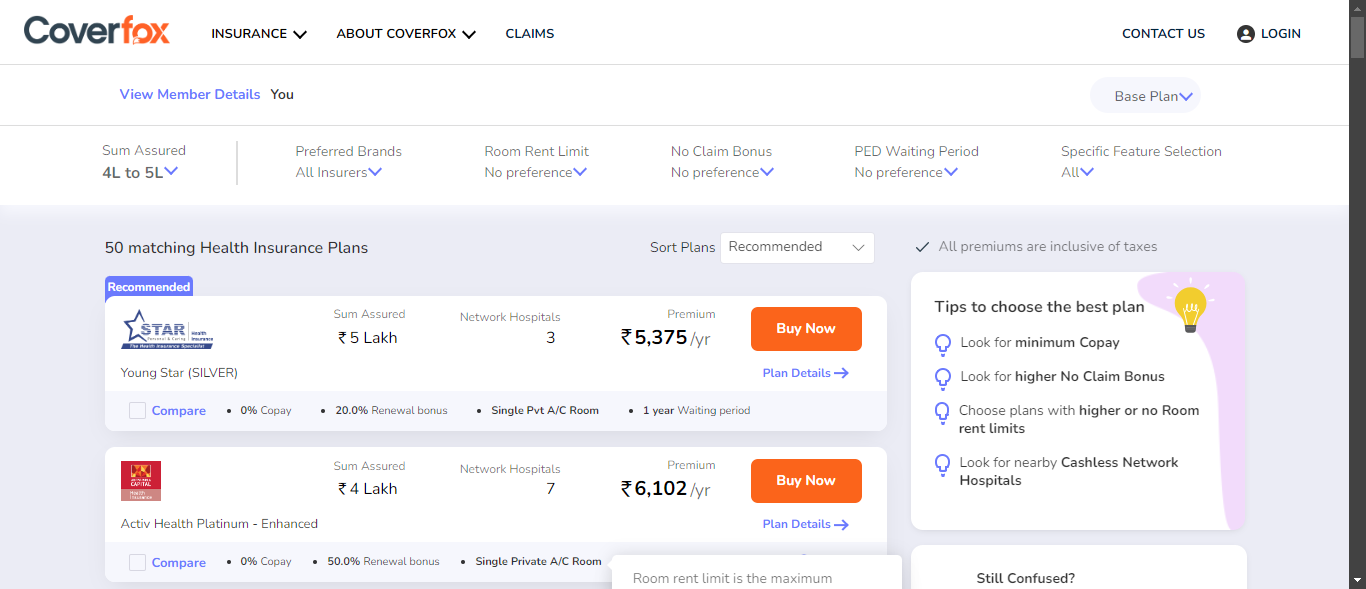 Coverfox
INSURANCE
ABOUT COVERFOX
CLAIMS
CONTACT US
LOGIN
View Member Details You
Base Plan
Sum Assured
4L to 5L
Preferred Brands
All Insurers
Room Rent Limit
No preference
No Claim Bonus
No preference
PED Waiting Period
No preference
Specific Feature Selection
All
50 matching Health Insurance Plans
Sort Plans
Recommended
All premiums are inclusive of taxes
Recommended
STAR Health Insurance
Personal & Caring
The Health Insurance Specialist
Sum Assured
₹ 5 Lakh
Network Hospitals
3
Premium
₹5,375/yr
Buy Now
Young Star (SILVER)
Plan Details
Compare
• 0% Copay
• 20.0% Renewal bonus
• Single Pvt A/C Room
• 1 year Waiting period
CAPITAL
Health Insurance
Sum Assured
₹ 4 Lakh
Network Hospitals
7
Premium
₹6,102/yr
Buy Now
Activ Health Platinum - Enhanced
Plan Details
Compare
• 0% Copay
• 50.0% Renewal bonus
• Single Private A/C Room
Room rent limit is the maximum
Tips to choose the best plan
Look for minimum Copay
Look for higher No Claim Bonus
Choose plans with higher or no Room
rent limits
Look for nearby Cashless Network
Hospitals
Still Confused?